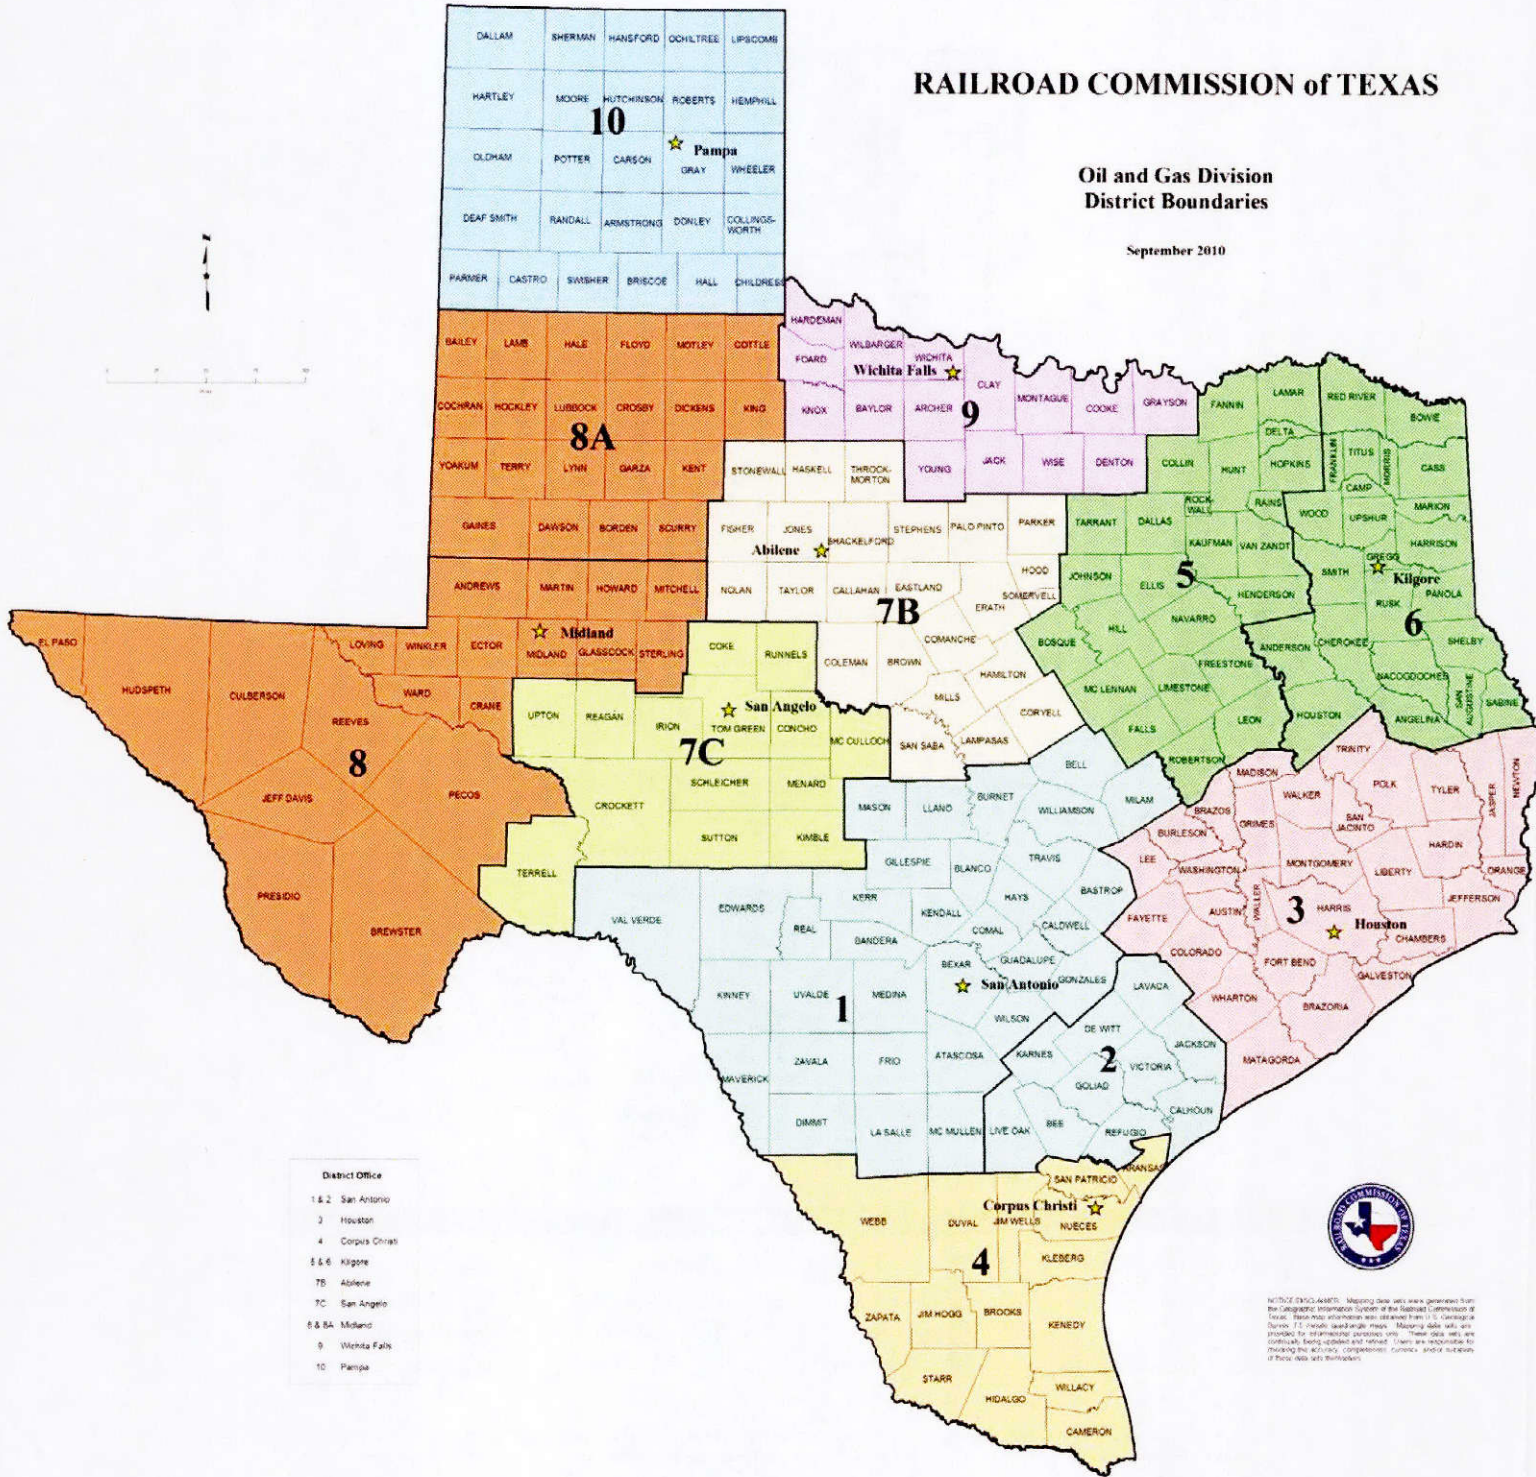 RAILROAD COMMISSION of TEXAS
Oil and Gas Division
District Boundaries
September 2010
N
DALLAM SHERMAN HANSFORD OCHILTREE LIPSCOMB
HARTLEY MOORE HUTCHINSON ROBERTS HEMPHILL
10
Pampa
OLDHAM POTTER CARSON GRAY WHEELER
DEAF SMITH RANDALL ARMSTRONG DONLEY COLLINGS-
WORTH
PARMER CASTRO SWISHER BRISCOE HALL CHILDRESS
BAILEY LAMB HALE FLOYD MOTLEY COTTLE
COCHRAN HOCKLEY LUBBOCK CROSBY DICKENS KING
8A
YOAKUM TERRY LYNN GARZA KENT
GAINES DAWSON BORDEN SCURRY
HARDEMAN
FOARD WILBARGER WICHITA
Wichita Falls
CLAY MONTAGUE COOKE GRAYSON
KNOX BAYLOR ARCHER
9
YOUNG JACK WISE DENTON
STONEWALL HASKELL THROCK-
MORTON
FISHER JONES SHACKELFORD STEPHENS PALO PINTO PARKER
Abilene
NOLAN TAYLOR CALLAHAN EASTLAND ERATH HOOD
SOMERVELL
7B
COLEMAN BROWN COMANCHE HAMILTON
MILLS CORYELL
SAN SABA LAMPASAS
FANNIN LAMAR RED RIVER BOWIE
DELTA
COLLIN HUNT HOPKINS FRANKLIN TITUS MORRIS CASS
CAMP
TARRANT DALLAS ROCK
WALL RAINS WOOD UPSHUR MARION
KAUFMAN VAN ZANDT HARRISON
GREGG
JOHNSON ELLIS 5 SMITH Kilgore
HENDERSON RUSK PANOLA
BOSQUE HILL NAVARRO 6
ANDERSON CHEROKEE SHELBY
FREESTONE
MC LENNAN LIMESTONE NACOGDOCHES SAN
AUGUSTINE SABINE
FALLS LEON HOUSTON ANGELINA
ROBERTSON
ANDREWS MARTIN HOWARD MITCHELL
Midland
EL PASO LOVING WINKLER ECTOR MIDLAND GLASSCOCK STERLING
HUDSPETH CULBERSON REEVES WARD CRANE
8
JEFF DAVIS PECOS
PRESIDIO BREWSTER
COKE RUNNELS
San Angelo
UPTON REAGAN IRION TOM GREEN CONCHO MC CULLOCH
7C
CROCKETT SCHLEICHER MENARD
SUTTON KIMBLE
TERRELL
BELL
MASON LLANO BURNET WILLIAMSON MILAM
GILLESPIE BLANCO TRAVIS
KERR HAYS BASTROP
VAL VERDE EDWARDS REAL KENDALL COMAL CALDWELL
BANDERA
BEXAR GUADALUPE
San Antonio GONZALES
KINNEY UVALDE MEDINA
1
WILSON
MAVERICK ZAVALA FRIO ATASCOSA
DIMMIT LA SALLE MC MULLEN
LAVACA
DE WITT
KARNES JACKSON
2
GOLIAD VICTORIA
LIVE OAK BEE CALHOUN
REFUGIO
MADISON TRINITY
WALKER POLK TYLER JASPER NEWTON
BRAZOS GRIMES SAN
JACINTO
BURLESON HARDIN
LEE WASHINGTON MONTGOMERY LIBERTY ORANGE
FAYETTE AUSTIN WALLER HARRIS JEFFERSON
3
Houston
COLORADO FORT BEND CHAMBERS
WHARTON GALVESTON
BRAZORIA
MATAGORDA
ARANSAS
SAN PATRICIO
Corpus Christi
WEBB DUVAL JIM WELLS NUECES
4
KLEBERG
ZAPATA JIM HOGG BROOKS KENEDY
STARR HIDALGO WILLACY
CAMERON
District Office
1 & 2 San Antonio
3 Houston
4 Corpus Christi
5 & 6 Kilgore
7B Abilene
7C San Angelo
8 & 8A Midland
9 Wichita Falls
10 Pampa
RAILROAD COMMISSION OF TEXAS